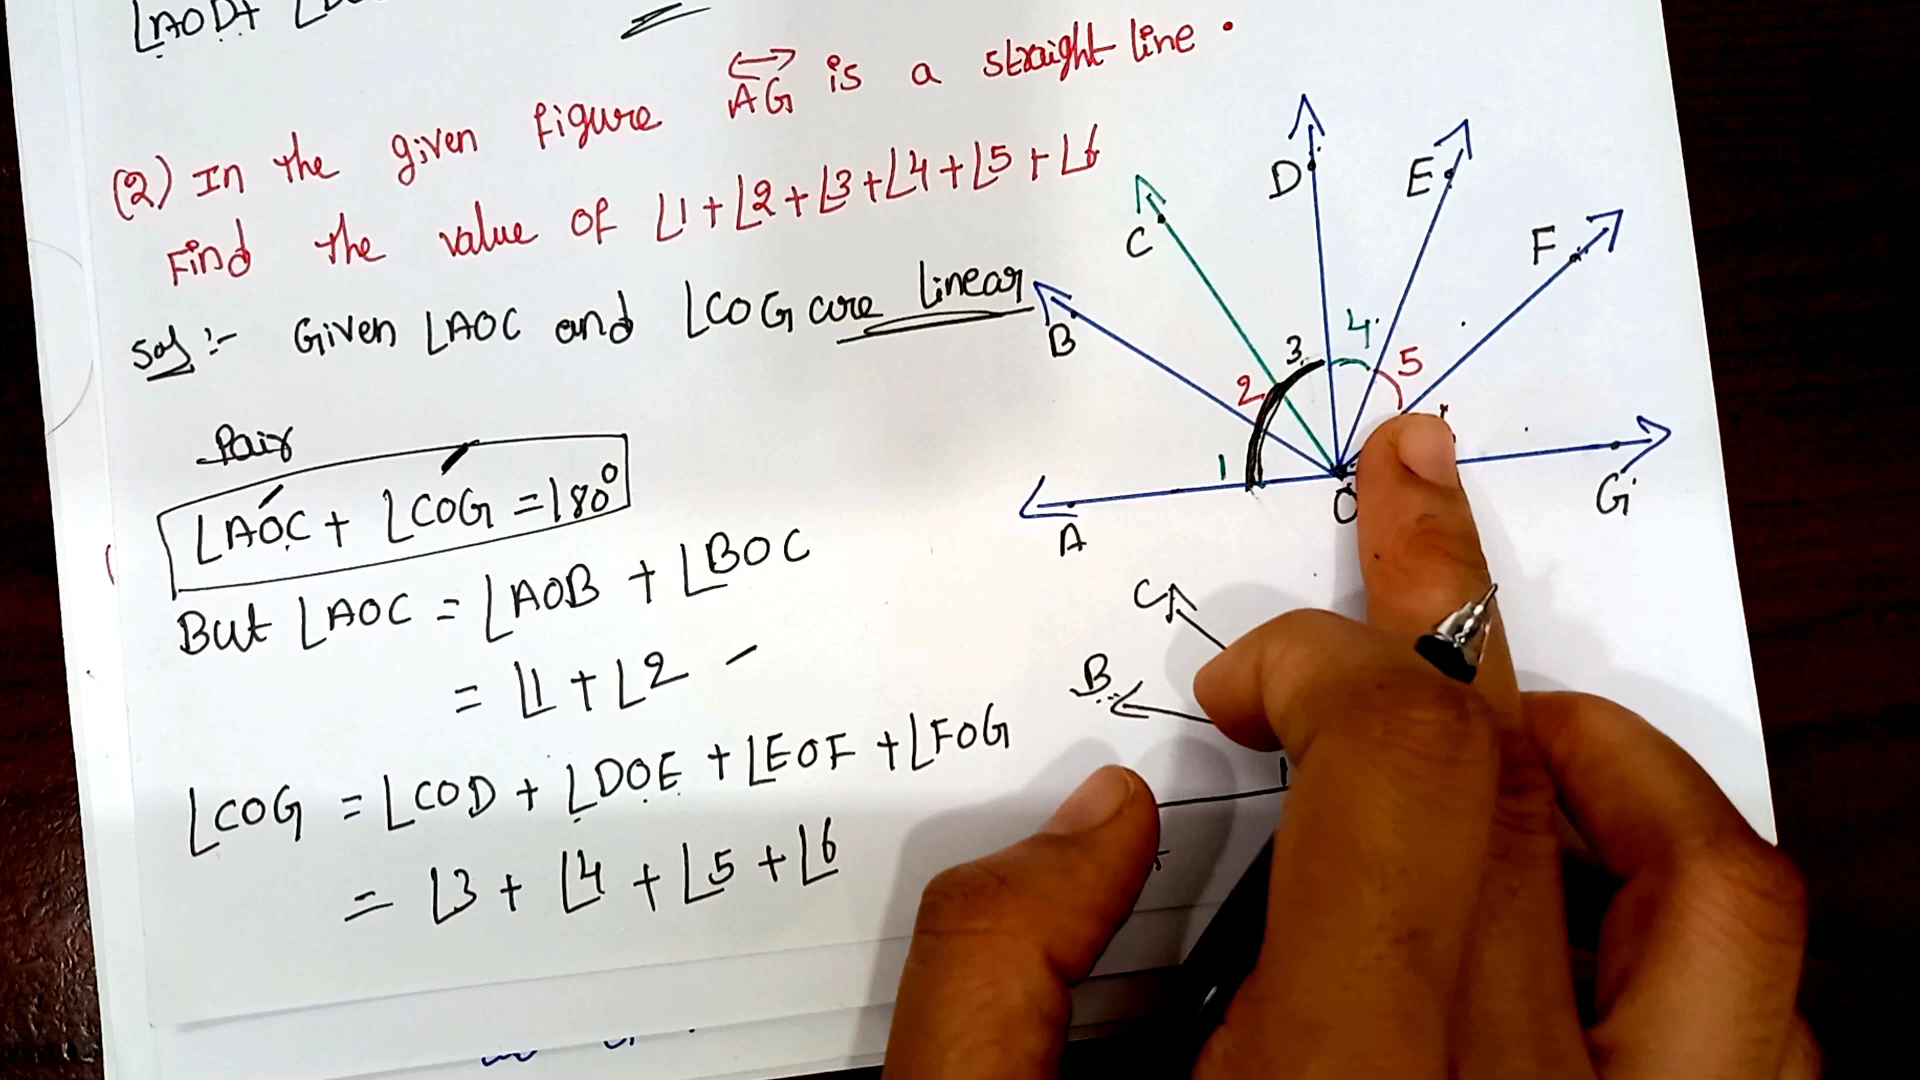 ∠AOD+
(2) In the given figure AG is a straight line .
Find the value of ∠1+∠2+∠3+∠4+∠5+∠6
Sol :- Given ∠AOC and ∠COG are linear
Pair
∠AOC + ∠COG = 180°
But ∠AOC = ∠AOB + ∠BOC
= ∠1 + ∠2
∠COG = ∠COD + ∠DOE + ∠EOF + ∠FOG
= ∠3 + ∠4 + ∠5 + ∠6
D
E
C
F
B
4
3
5
2
1
O
G
A
C
B
1